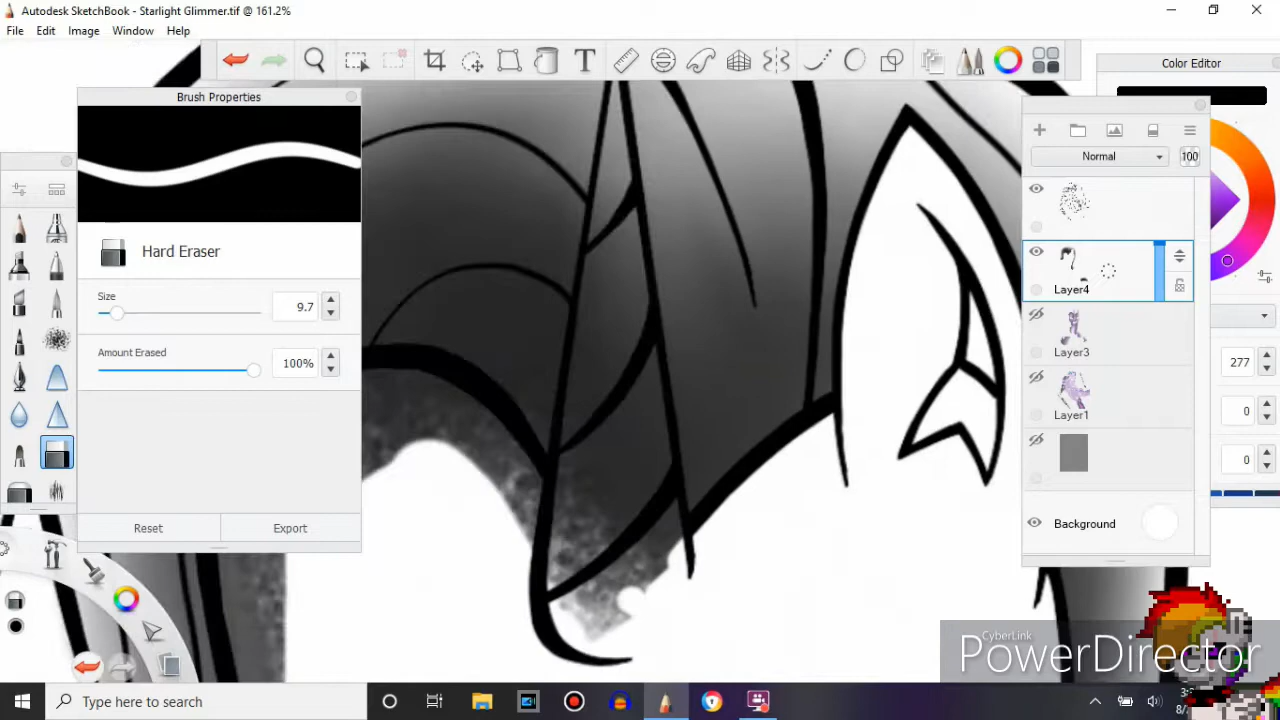 Autodesk SketchBook - Starlight Glimmer.tif @ 161.2%
File Edit Image Window Help
T
Color Editor
Brush Properties
Hard Eraser
Size
9.7
Amount Erased
100%
Reset Export
Normal 100
Layer4
Layer3
Layer1
Background
277
0
0
CyberLink
PowerDirector
Type here to search